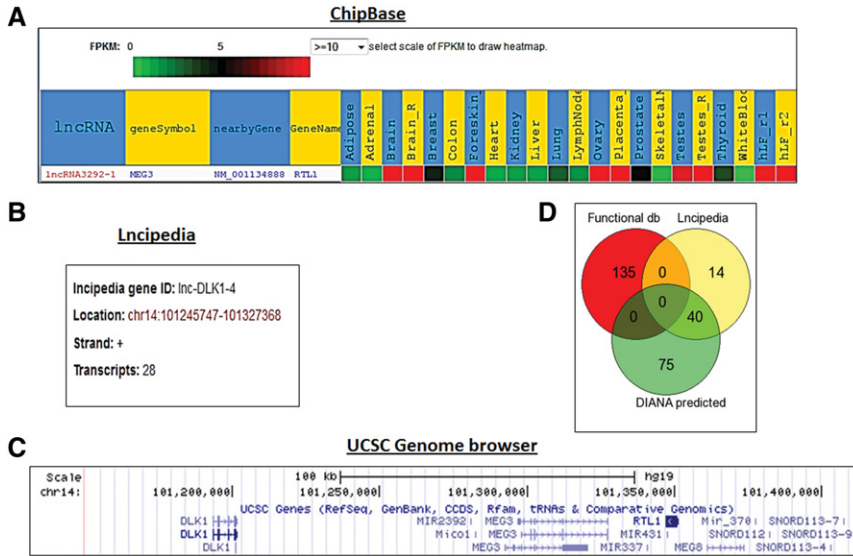 A
ChipBase
FPKM: 0 5 >=10 select scale of FPKM to draw heatmap.
lncRNA geneSymbol nearbyGene GeneName Adipose Adrenal Brain Brain_R Breast Colon Foreskin_ Heart Kidney Liver Lung LymphNode Ovary Placenta_ Prostate SkeletalM Testes Testes_R Thyroid WhiteBloo hLF_r1 hLF_r2
lncRNA3292-1 MEG3 NM_001134888 RTL1
B
Lncipedia
lncipedia gene ID: lnc-DLK1-4
Location: chr14:101245747-101327368
Strand: +
Transcripts: 28
D
Functional db Lncipedia
135 0 14
0
0 40
75
DIANA predicted
C
UCSC Genome browser
Scale 100 kb hg19
chr14: 101,200,000 101,250,000 101,300,000 101,350,000 101,400,000
UCSC Genes (RefSeq, GenBank, CCDS, Rfam, tRNAs & Comparative Genomics)
DLK1 MIR2392 MEG3 RTL1 Mir_370 SNORD113-7
DLK1 Mico1 MEG3 MIR431 SNORD112 SNORD113-9
DLK1 MEG3 MIR337 MEG8 SNORD113-4